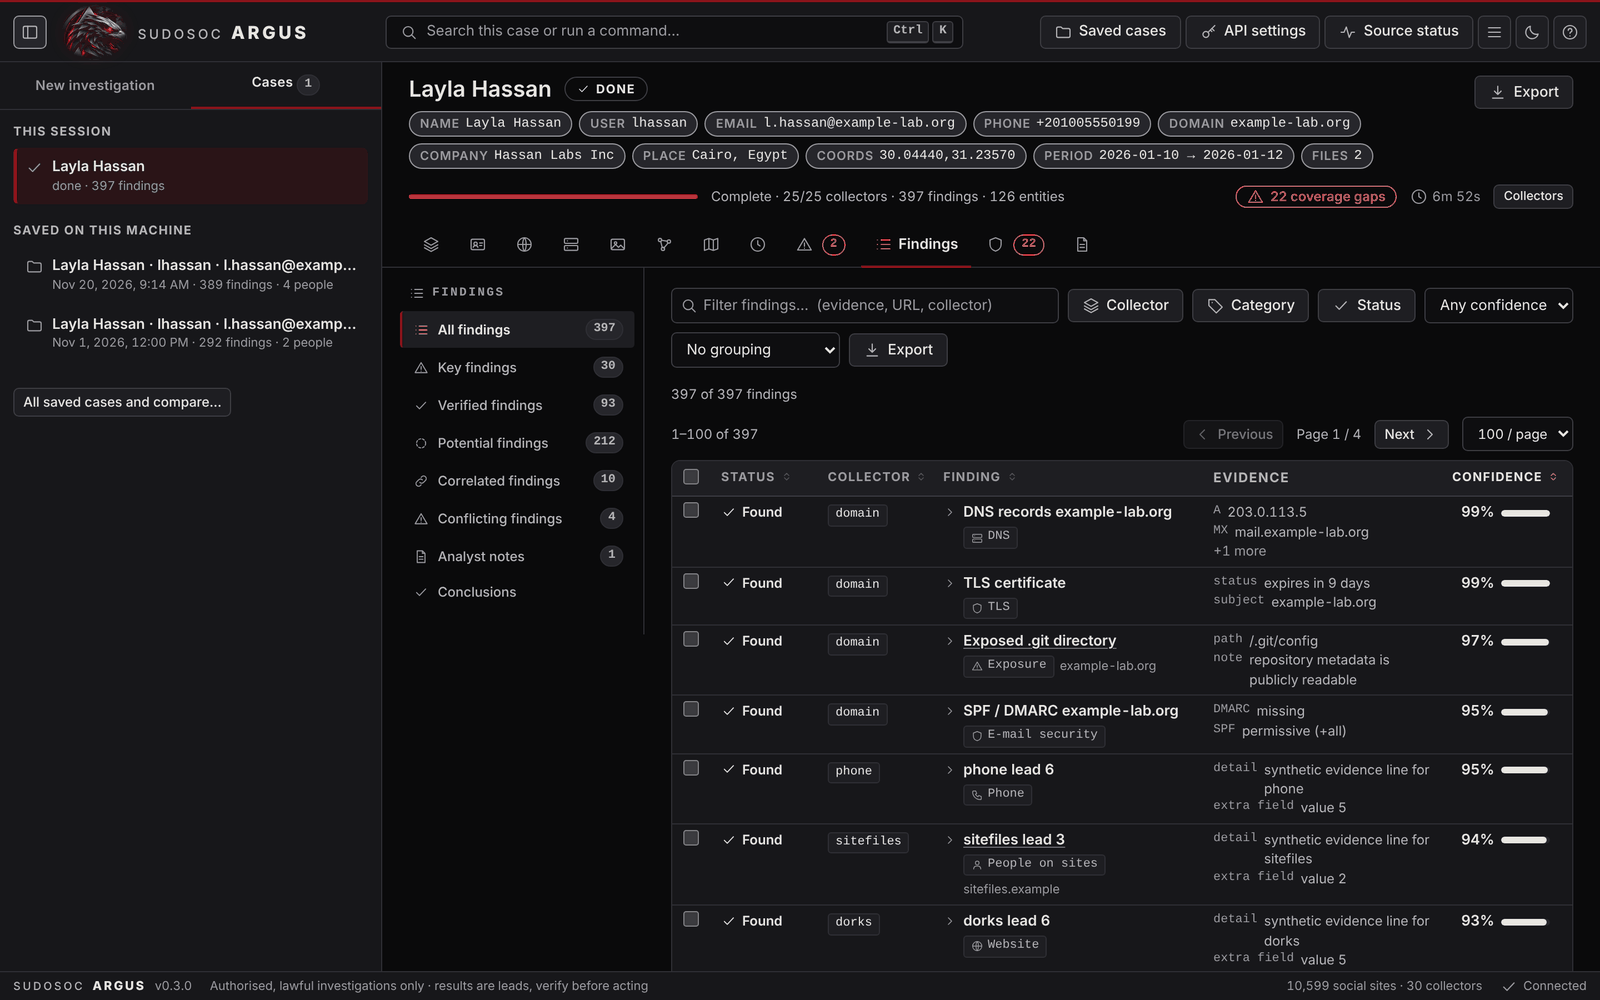 SUDOSOC ARGUS
Search this case or run a command...
Ctrl K
Saved cases
API settings
Source status
New investigation
Cases 1
THIS SESSION
Layla Hassan
done · 397 findings
SAVED ON THIS MACHINE
Layla Hassan · lhassan · l.hassan@examp...
Nov 20, 2026, 9:14 AM · 389 findings · 4 people
Layla Hassan · lhassan · l.hassan@examp...
Nov 1, 2026, 12:00 PM · 292 findings · 2 people
All saved cases and compare...
Layla Hassan
DONE
Export
NAME Layla Hassan
USER lhassan
EMAIL l.hassan@example-lab.org
PHONE +201005550199
DOMAIN example-lab.org
COMPANY Hassan Labs Inc
PLACE Cairo, Egypt
COORDS 30.04440,31.23570
PERIOD 2026-01-10 → 2026-01-12
FILES 2
Complete · 25/25 collectors · 397 findings · 126 entities
22 coverage gaps
6m 52s
Collectors
2
Findings
22
FINDINGS
All findings 397
Key findings 30
Verified findings 93
Potential findings 212
Correlated findings 10
Conflicting findings 4
Analyst notes 1
Conclusions
Filter findings... (evidence, URL, collector)
Collector
Category
Status
Any confidence
No grouping
Export
397 of 397 findings
1–100 of 397
Previous
Page 1 / 4
Next
100 / page
STATUS COLLECTOR FINDING EVIDENCE CONFIDENCE
Found domain DNS records example-lab.org A 203.0.113.5 99%
DNS MX mail.example-lab.org
+1 more
Found domain TLS certificate status expires in 9 days 99%
TLS subject example-lab.org
Found domain Exposed .git directory path /.git/config 97%
Exposure example-lab.org note repository metadata is
publicly readable
Found domain SPF / DMARC example-lab.org DMARC missing 95%
E-mail security SPF permissive (+all)
Found phone phone lead 6 detail synthetic evidence line for 95%
Phone phone
extra field value 5
Found sitefiles sitefiles lead 3 detail synthetic evidence line for 94%
People on sites sitefiles
sitefiles.example extra field value 2
Found dorks dorks lead 6 detail synthetic evidence line for 93%
Website dorks
extra field value 5
SUDOSOC ARGUS v0.3.0 Authorised, lawful investigations only · results are leads, verify before acting
10,599 social sites · 30 collectors
Connected